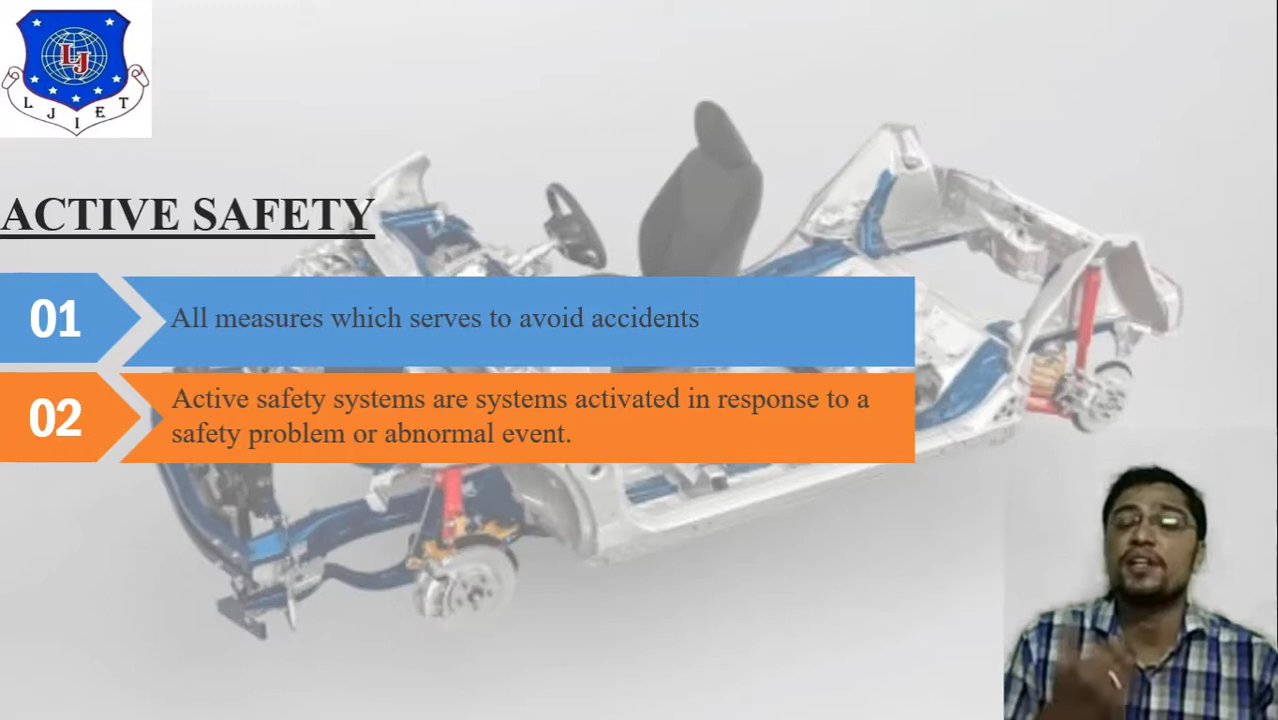 LJ
LJIET
ACTIVE SAFETY
01
All measures which serves to avoid accidents
02
Active safety systems are systems activated in response to a
safety problem or abnormal event.